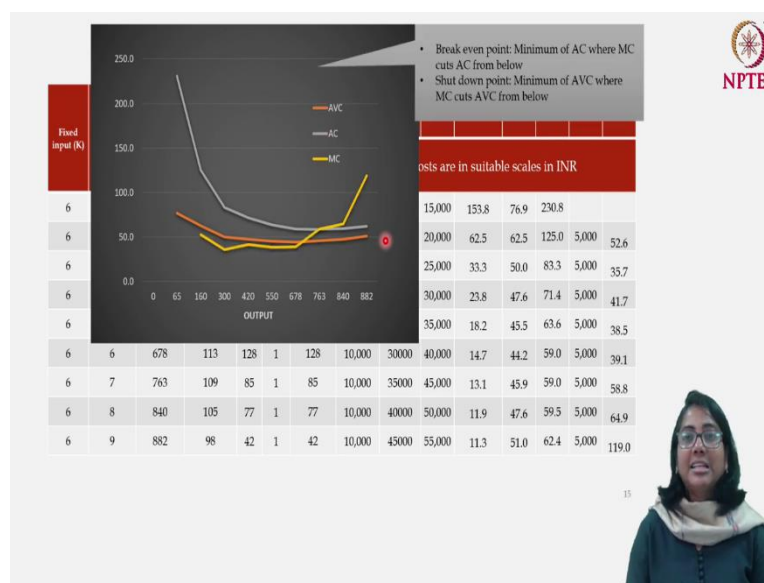 250.0
200.0
150.0
100.0
50.0
0.0
AVC
AC
MC
0 65 160 300 420 550 678 763 840 882
OUTPUT
• Break even point: Minimum of AC where MC
cuts AC from below
• Shut down point: Minimum of AVC where
MC cuts AVC from below
NPTE
Fixed
input (K)
osts are in suitable scales in INR
6 15,000 153.8 76.9 230.8
6 20,000 62.5 62.5 125.0 5,000 52.6
6 25,000 33.3 50.0 83.3 5,000 35.7
6 30,000 23.8 47.6 71.4 5,000 41.7
6 35,000 18.2 45.5 63.6 5,000 38.5
6 6 678 113 128 1 128 10,000 30000 40,000 14.7 44.2 59.0 5,000 39.1
6 7 763 109 85 1 85 10,000 35000 45,000 13.1 45.9 59.0 5,000 58.8
6 8 840 105 77 1 77 10,000 40000 50,000 11.9 47.6 59.5 5,000 64.9
6 9 882 98 42 1 42 10,000 45000 55,000 11.3 51.0 62.4 5,000 119.0
15